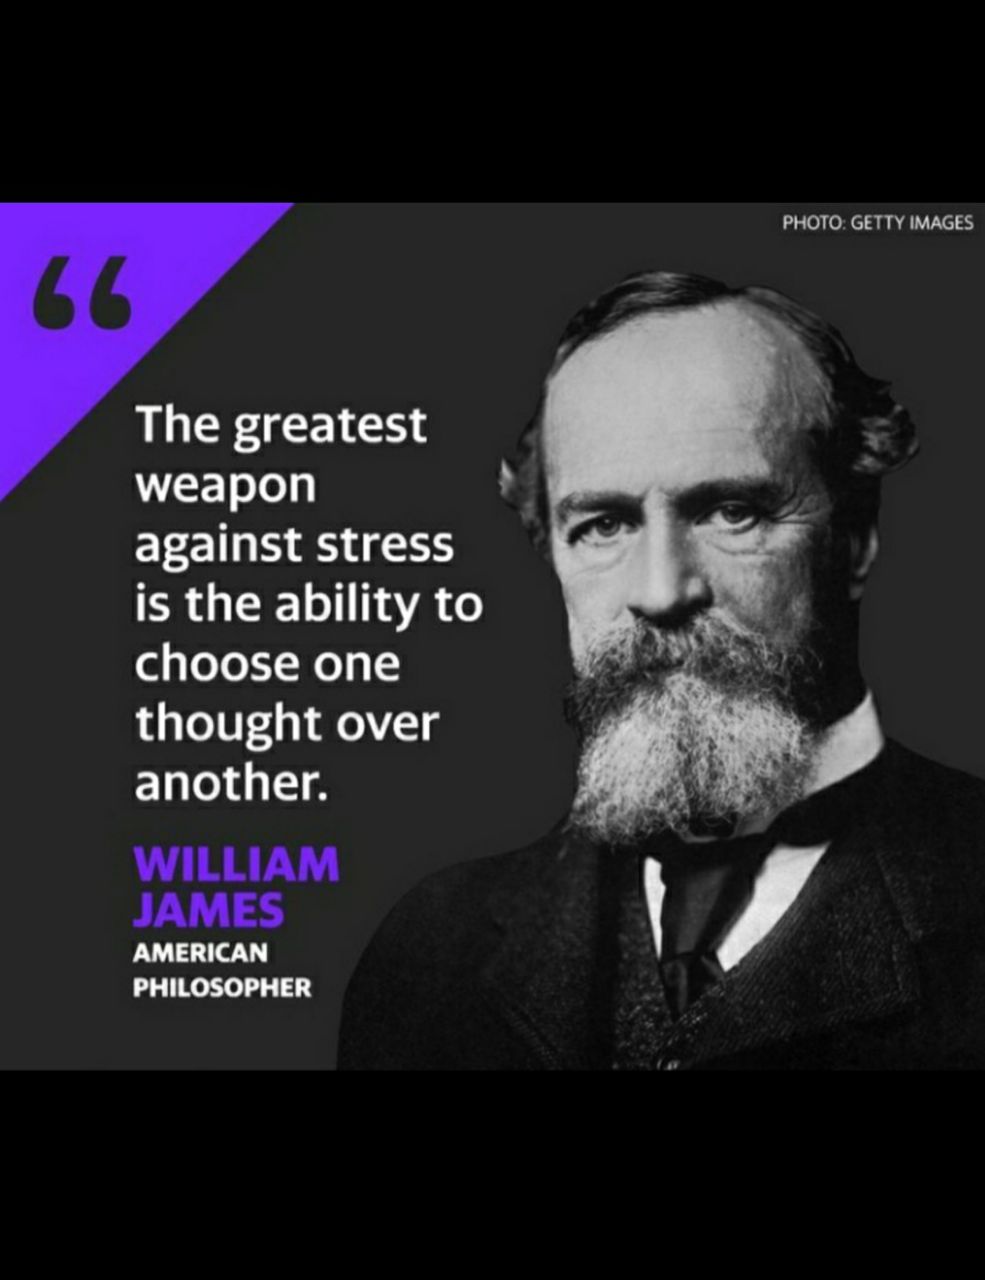 PHOTO: GETTY IMAGES
“
The greatest
weapon
against stress
is the ability to
choose one
thought over
another.
WILLIAM
JAMES
AMERICAN
PHILOSOPHER